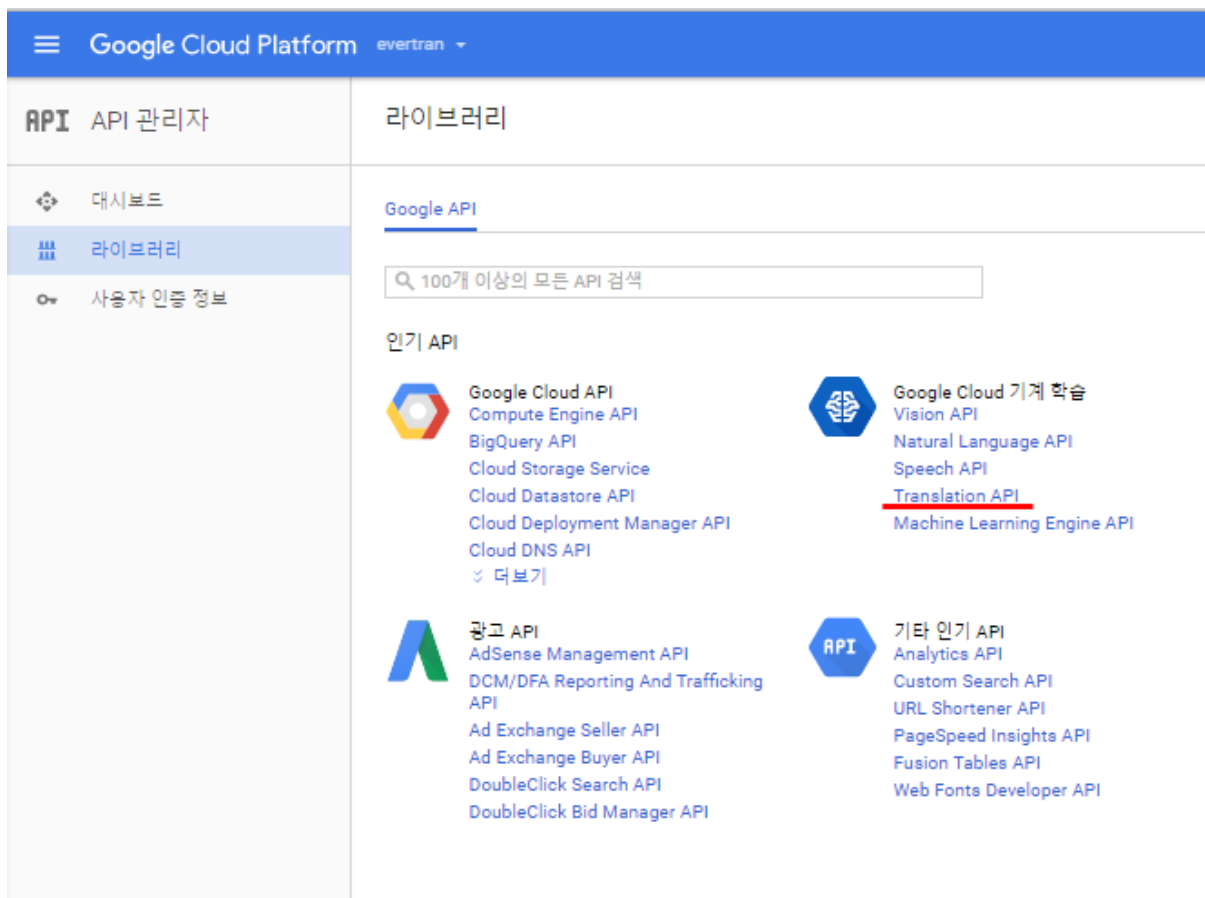 Google Cloud Platform evertran
API API 관리자
라이브러리
대시보드
라이브러리
사용자 인증 정보
Google API
100개 이상의 모든 API 검색
인기 API
Google Cloud API
Compute Engine API
BigQuery API
Cloud Storage Service
Cloud Datastore API
Cloud Deployment Manager API
Cloud DNS API
더보기
Google Cloud 기계 학습
Vision API
Natural Language API
Speech API
Translation API
Machine Learning Engine API
광고 API
AdSense Management API
DCM/DFA Reporting And Trafficking
API
Ad Exchange Seller API
Ad Exchange Buyer API
DoubleClick Search API
DoubleClick Bid Manager API
API
기타 인기 API
Analytics API
Custom Search API
URL Shortener API
PageSpeed Insights API
Fusion Tables API
Web Fonts Developer API